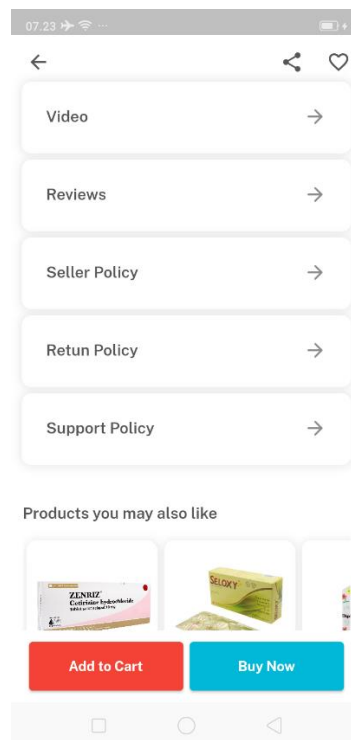 07.23
Video
Reviews
Seller Policy
Retun Policy
Support Policy
Products you may also like
ZENRIZ
Cetirizine hydrochloride
SELOXY
Add to Cart
Buy Now